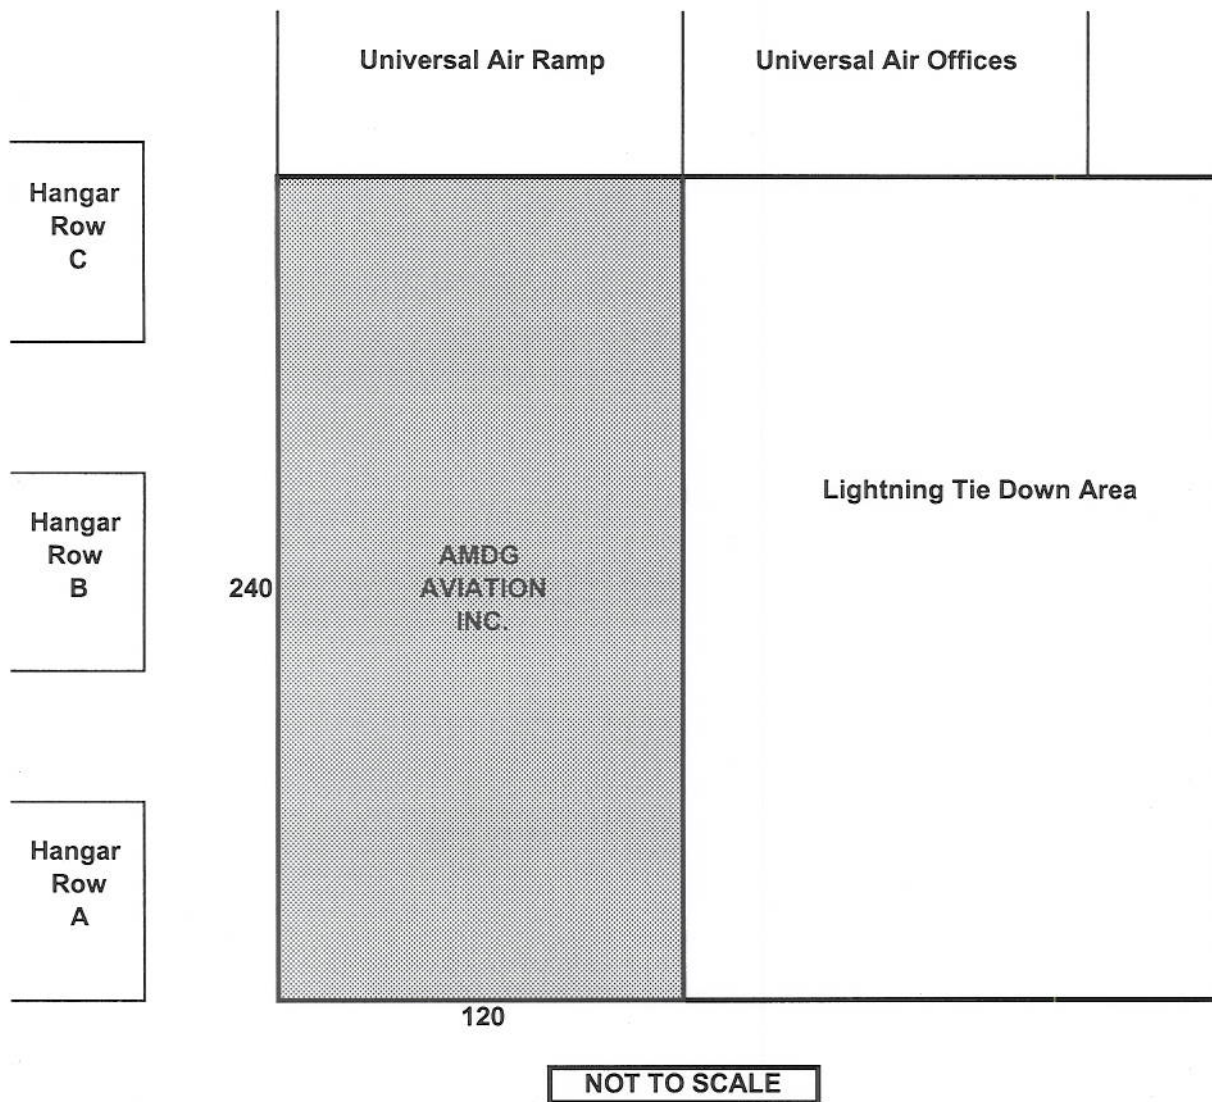 Universal Air Ramp
Universal Air Offices
Hangar
Row
C
Lightning Tie Down Area
Hangar
Row
B
240
AMDG
AVIATION
INC.
Hangar
Row
A
120
NOT TO SCALE